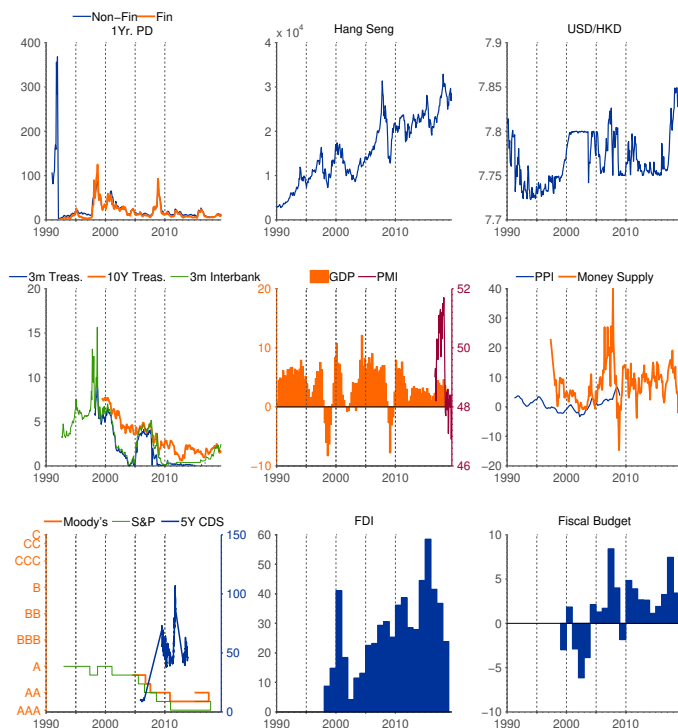 Non−Fin Fin
1Yr. PD
400
300
200
100
0
1990 2000 2010
Hang Seng
4 x 10⁴
3
2
1
0
1990 2000 2010
USD/HKD
7.9
7.85
7.8
7.75
7.7
1990 2000 2010
3m Treas. 10Y Treas. 3m Interbank
20
15
10
5
0
1990 2000 2010
GDP PMI
20 52
10 50
0 48
−10 46
1990 2000 2010
PPI Money Supply
40
30
20
10
0
−10
−20
1990 2000 2010
Moody's S&P 5Y CDS
C 150
CC
CCC
B 100
BB
BBB
A 50
AA
AAA 0
1990 2000 2010
FDI
60
50
40
30
20
10
0
1990 2000 2010
Fiscal Budget
10
5
0
−5
−10
1990 2000 2010